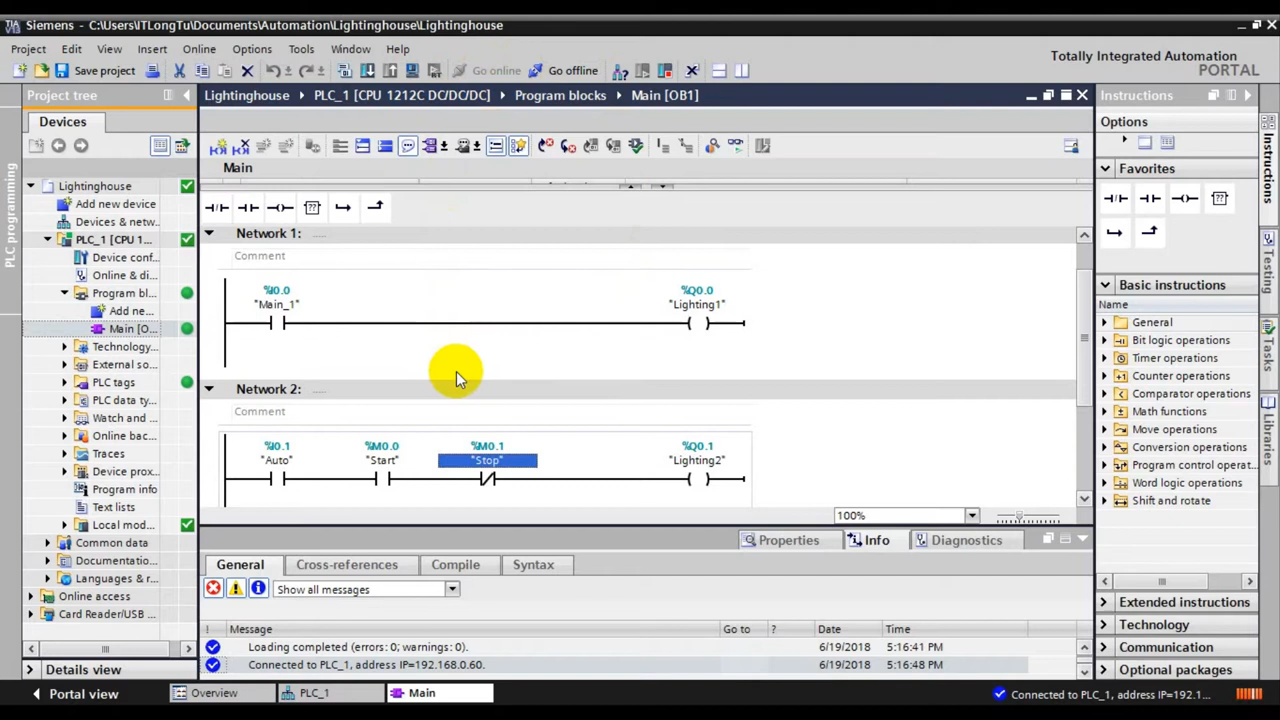 Siemens - C:\Users\ITLongTu\Documents\Automation\Lightinghouse\Lightinghouse
Project Edit View Insert Online Options Tools Window Help
Totally Integrated Automation
PORTAL
Save project Go online Go offline
Project tree
Lightinghouse PLC_1 [CPU 1212C DC/DC/DC] Program blocks Main [OB1]
Instructions
Devices
Options
Main
Favorites
Lightinghouse
Add new device
Devices & netw..
PLC_1 [CPU 1...
Device conf...
Online & di...
Program bl...
Add ne...
Main [O...
Technology...
External so...
PLC tags
PLC data ty...
Watch and ...
Online bac...
Traces
Device prox...
Program info
Text lists
Local mod...
Common data
Documentatio...
Languages & r...
Online access
Card Reader/USB ...
Details view
Network 1: .....
Comment
%I0.0
"Main_1"
%Q0.0
"Lighting1"
Network 2: .....
Comment
%I0.1
"Auto"
%M0.0
"Start"
%M0.1
"Stop"
%Q0.1
"Lighting2"
100%
Basic instructions
Name
General
Bit logic operations
Timer operations
Counter operations
Comparator operations
Math functions
Move operations
Conversion operations
Program control operat...
Word logic operations
Shift and rotate
Extended instructions
Technology
Communication
Optional packages
Properties Info Diagnostics
General Cross-references Compile Syntax
Show all messages
! Message Go to ? Date Time
Loading completed (errors: 0; warnings: 0). 6/19/2018 5:16:41 PM
Connected to PLC_1, address IP=192.168.0.60. 6/19/2018 5:16:48 PM
Portal view Overview PLC_1 Main
Connected to PLC_1, address IP=192.1...
PLC programming
Instructions
Testing
Tasks
Libraries